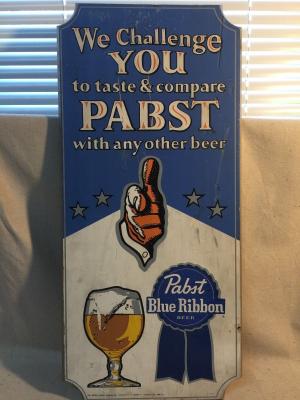 We Challenge
YOU
to taste & compare
PABST
with any other beer
Pabst
Blue Ribbon
BEER